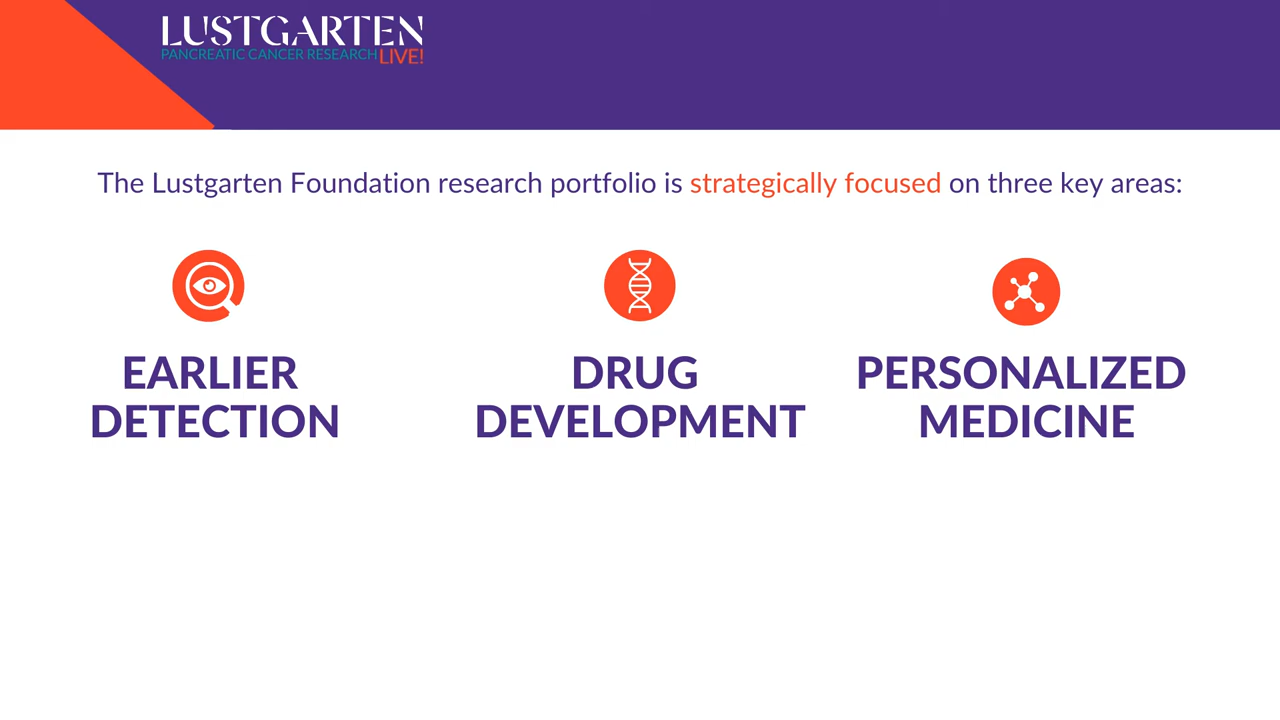 LUSTGARTEN
PANCREATIC CANCER RESEARCH LIVE!
The Lustgarten Foundation research portfolio is strategically focused on three key areas:
EARLIER
DETECTION
DRUG
DEVELOPMENT
PERSONALIZED
MEDICINE